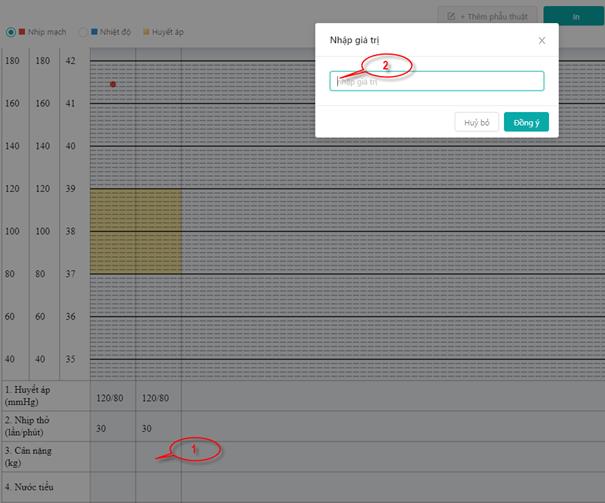 + Thêm phẫu thuật
In
Nhịp mạch Nhiệt độ Huyết áp
Nhập giá trị
2
Nhập giá trị
Huỷ bỏ Đồng ý
180 180 42
160 160 41
140 140 40
120 120 39
100 100 38
80 80 37
60 60 36
40 40 35
1. Huyết áp
(mmHg)
120/80 120/80
2. Nhịp thở
(lần/phút)
30 30
3. Cân nặng
(kg)
1
4. Nước tiểu